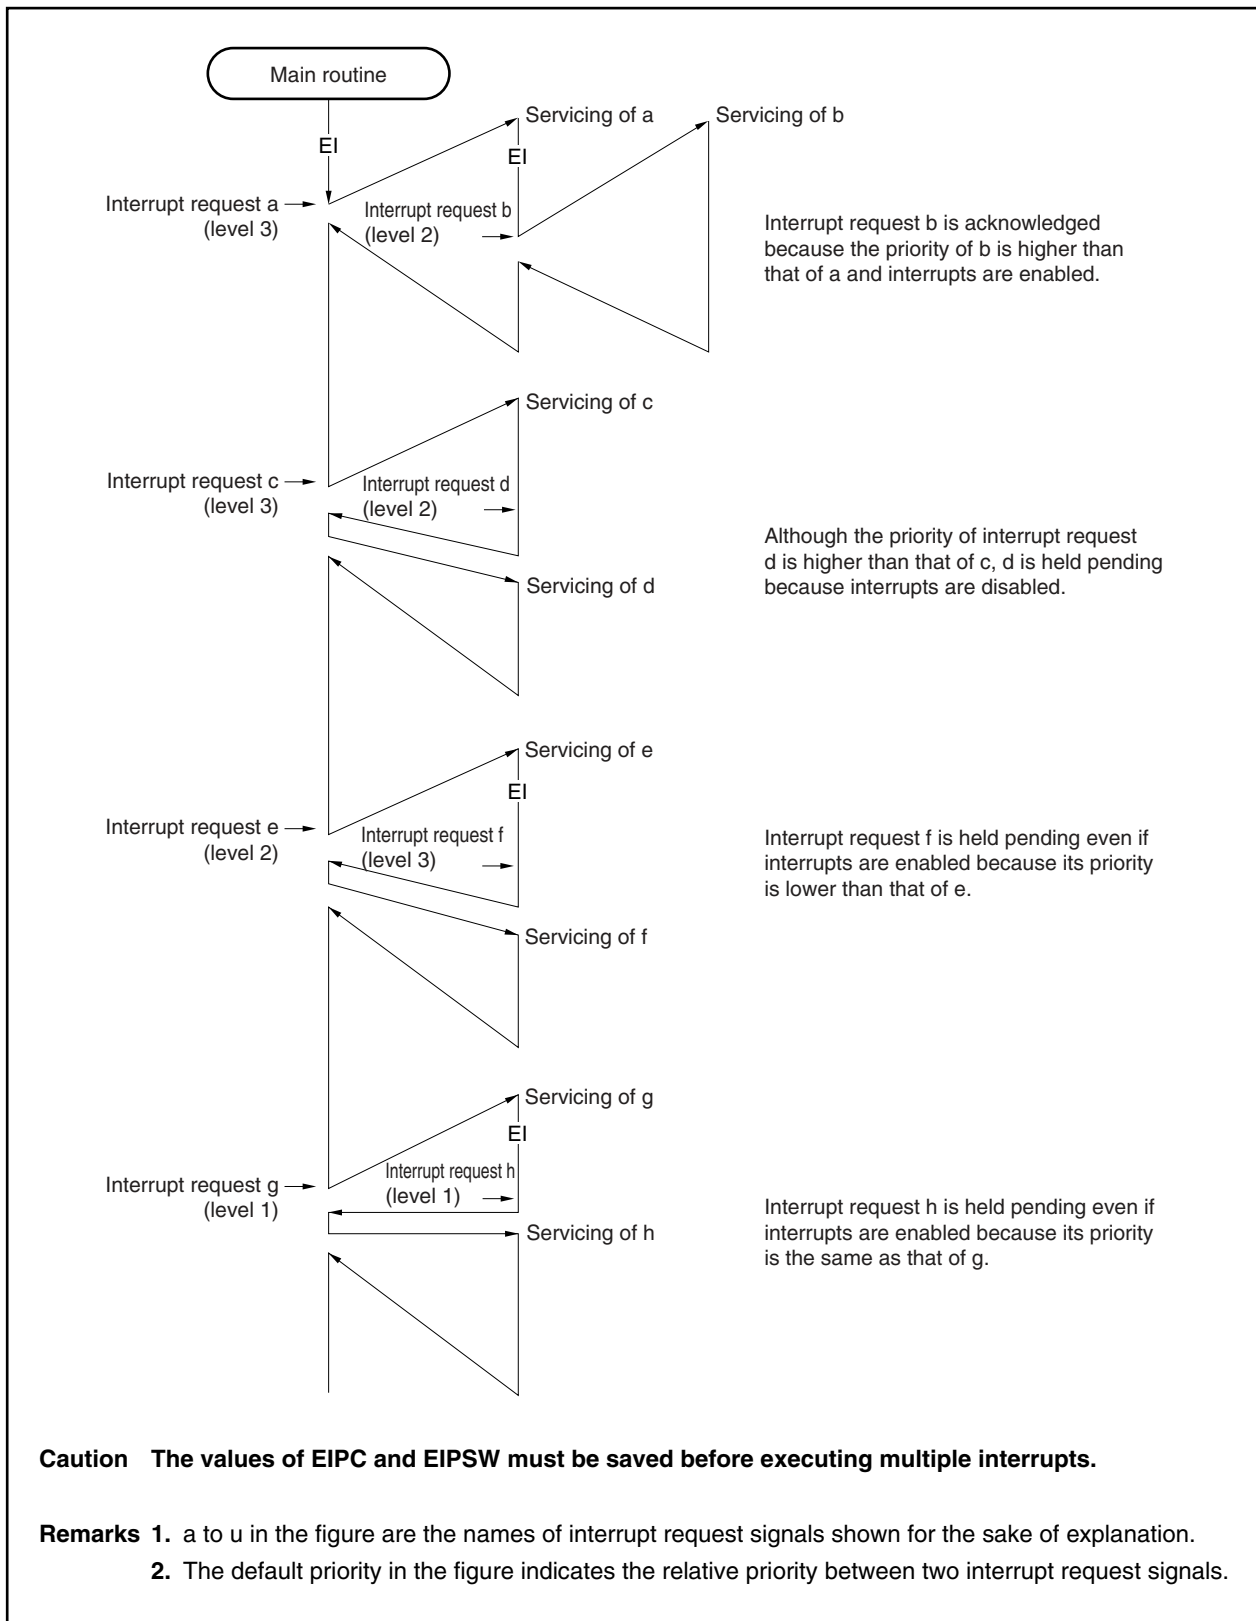 Main routine
EI
Servicing of a
Servicing of b
EI
Interrupt request a
(level 3)
Interrupt request b
(level 2)
Interrupt request b is acknowledged
because the priority of b is higher than
that of a and interrupts are enabled.
Servicing of c
Interrupt request c
(level 3)
Interrupt request d
(level 2)
Although the priority of interrupt request
d is higher than that of c, d is held pending
because interrupts are disabled.
Servicing of d
Servicing of e
EI
Interrupt request e
(level 2)
Interrupt request f
(level 3)
Interrupt request f is held pending even if
interrupts are enabled because its priority
is lower than that of e.
Servicing of f
Servicing of g
EI
Interrupt request g
(level 1)
Interrupt request h
(level 1)
Interrupt request h is held pending even if
interrupts are enabled because its priority
is the same as that of g.
Servicing of h
Caution The values of EIPC and EIPSW must be saved before executing multiple interrupts.
Remarks 1. a to u in the figure are the names of interrupt request signals shown for the sake of explanation.
2. The default priority in the figure indicates the relative priority between two interrupt request signals.